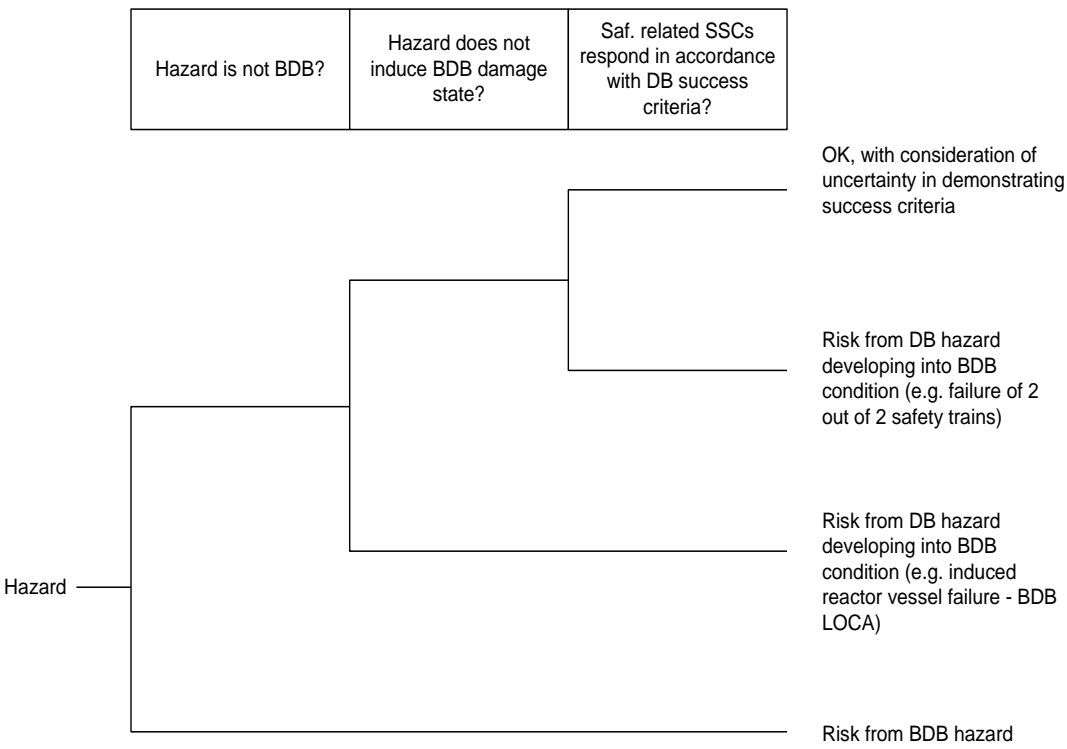 Hazard is not BDB?
Hazard does not
induce BDB damage
state?
Saf. related SSCs
respond in accordance
with DB success
criteria?
OK, with consideration of
uncertainty in demonstrating
success criteria
Risk from DB hazard
developing into BDB
condition (e.g. failure of 2
out of 2 safety trains)
Risk from DB hazard
developing into BDB
condition (e.g. induced
reactor vessel failure - BDB
LOCA)
Hazard
Risk from BDB hazard